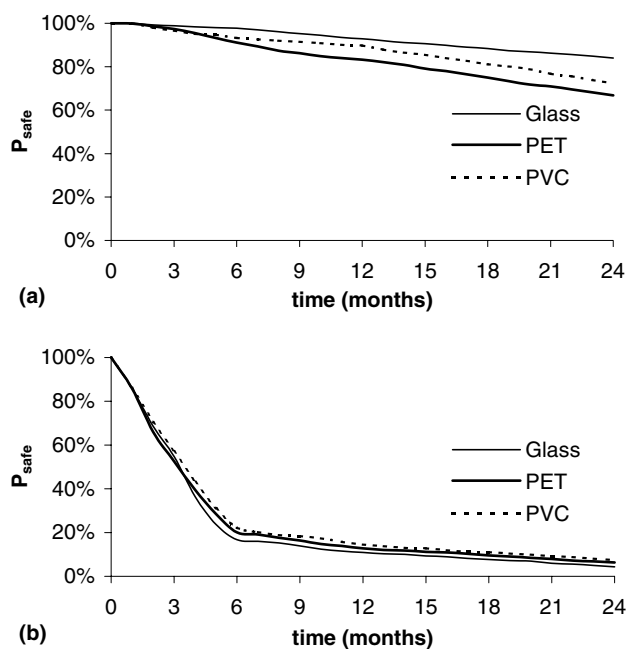 100%
80%
60%
40%
20%
0%
P safe
Glass
PET
PVC
0 3 6 9 12 15 18 21 24
(a)
time (months)
100%
80%
60%
40%
20%
0%
P safe
Glass
PET
PVC
0 3 6 9 12 15 18 21 24
(b)
time (months)